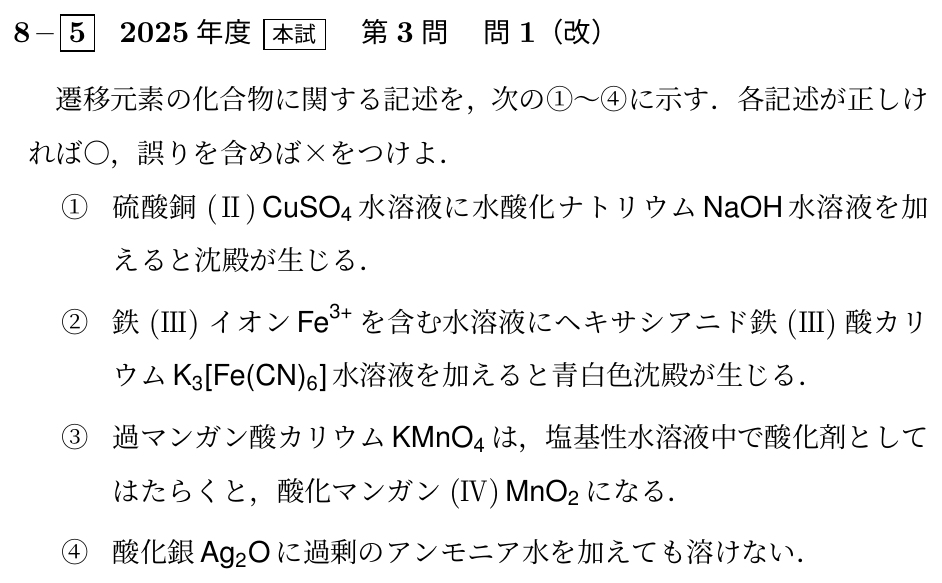 8－5 2025 年度 本試 第 3 問 問 1（改）
遷移元素の化合物に関する記述を，次の①～④に示す．各記述が正しけ
れば○，誤りを含めば×をつけよ．
① 硫酸銅 (Ⅱ) CuSO₄ 水溶液に水酸化ナトリウム NaOH 水溶液を加
えると沈殿が生じる．
② 鉄 (Ⅲ) イオン Fe³⁺ を含む水溶液にヘキサシアニド鉄 (Ⅲ) 酸カリ
ウム K₃[Fe(CN)₆] 水溶液を加えると青白色沈殿が生じる．
③ 過マンガン酸カリウム KMnO₄ は，塩基性水溶液中で酸化剤として
はたらくと，酸化マンガン (Ⅳ) MnO₂ になる．
④ 酸化銀 Ag₂O に過剰のアンモニア水を加えても溶けない．